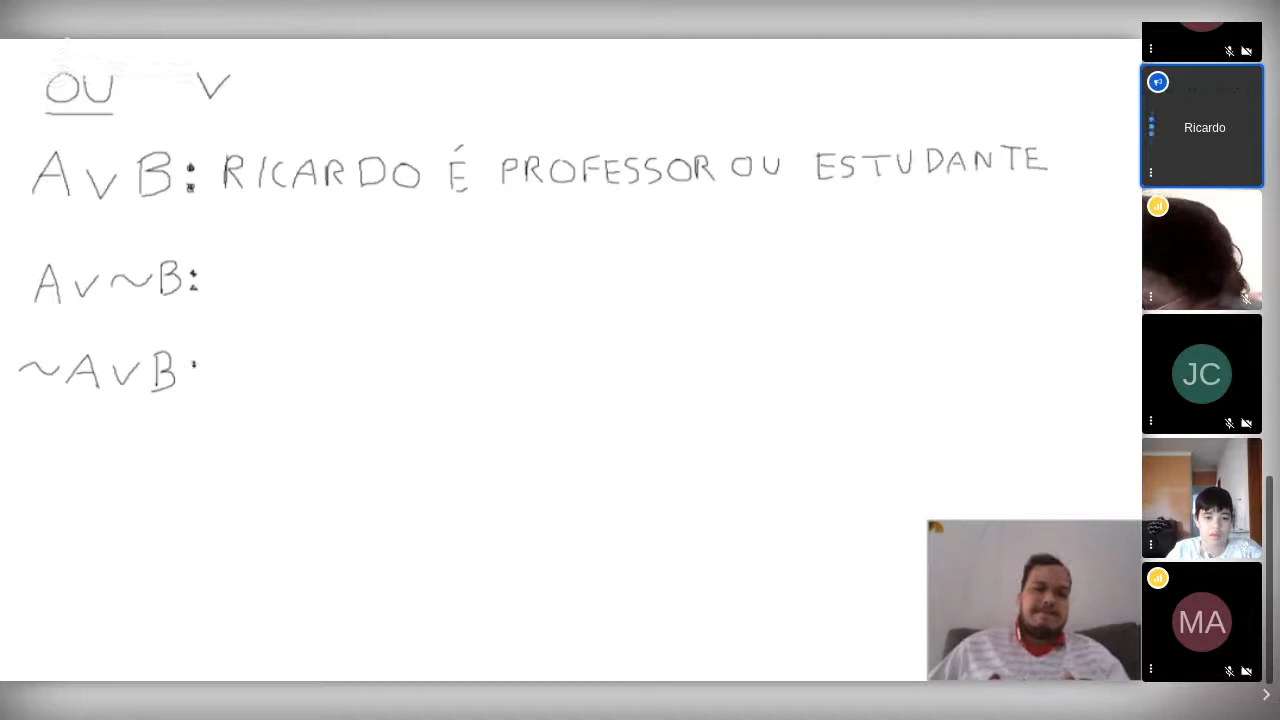 OU V
A V B: RICARDO É PROFESSOR OU ESTUDANTE
A V ~B:
~A V B:
Ricardo
JC
MA